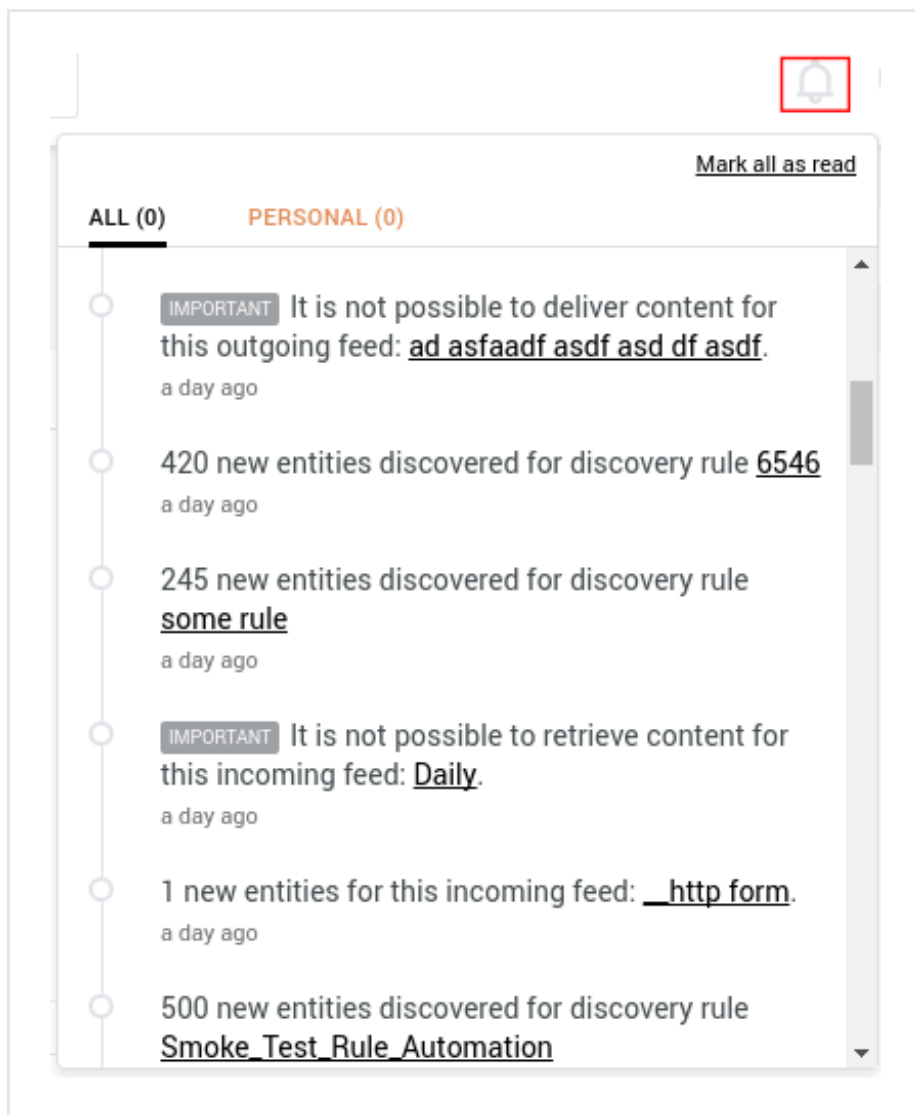 Mark all as read
ALL (0) PERSONAL (0)
IMPORTANT It is not possible to deliver content for
this outgoing feed: ad asfaadf asdf asd df asdf.
a day ago
420 new entities discovered for discovery rule 6546
a day ago
245 new entities discovered for discovery rule
some rule
a day ago
IMPORTANT It is not possible to retrieve content for
this incoming feed: Daily.
a day ago
1 new entities for this incoming feed: __http form.
a day ago
500 new entities discovered for discovery rule
Smoke_Test_Rule_Automation